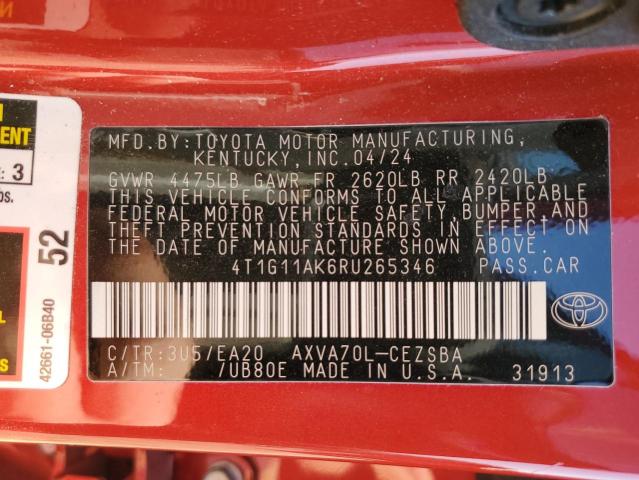 MFD.BY:TOYOTA MOTOR MANUFACTURING,
KENTUCKY, INC. 04/24
GVWR 4475LB GAWR FR 2620LB RR 2420LB
THIS VEHICLE CONFORMS TO ALL APPLICABLE
FEDERAL MOTOR VEHICLE SAFETY, BUMPER, AND
THEFT PREVENTION STANDARDS IN EFFECT ON
THE DATE OF MANUFACTURE SHOWN ABOVE.
4T1G11AK6RU265346 PASS.CAR
C/TR:3U5/EA20 AXVA70L-CEZSBA
A/TM: /UB80E MADE IN U.S.A. 31913
3
52
42661-06B40